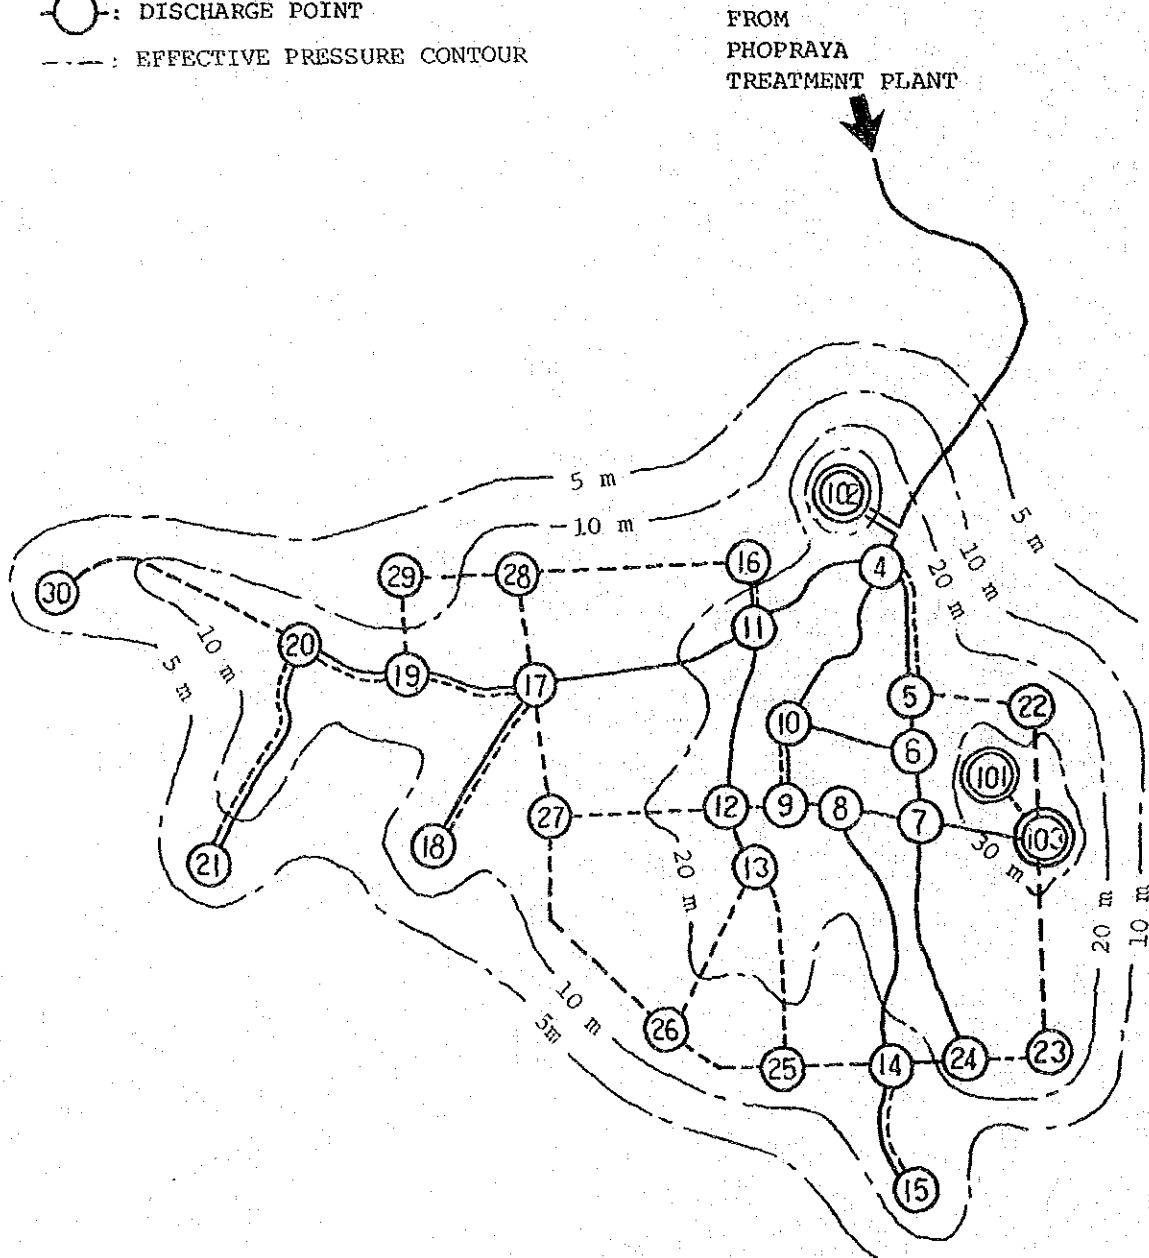 : DISCHARGE POINT
: EFFECTIVE PRESSURE CONTOUR
FROM
PHOPRAYA
TREATMENT PLANT
5 m
102
10 m
5 m
16
4
10 m
29
28
20 m
30
11
10 m
20
19
17
5
22
5 m
10
6
101
12
9
8
7
27
103
18
30 m
21
13
20 m
20 m
10 m
10 m
5m
26
25
14
24
23
15